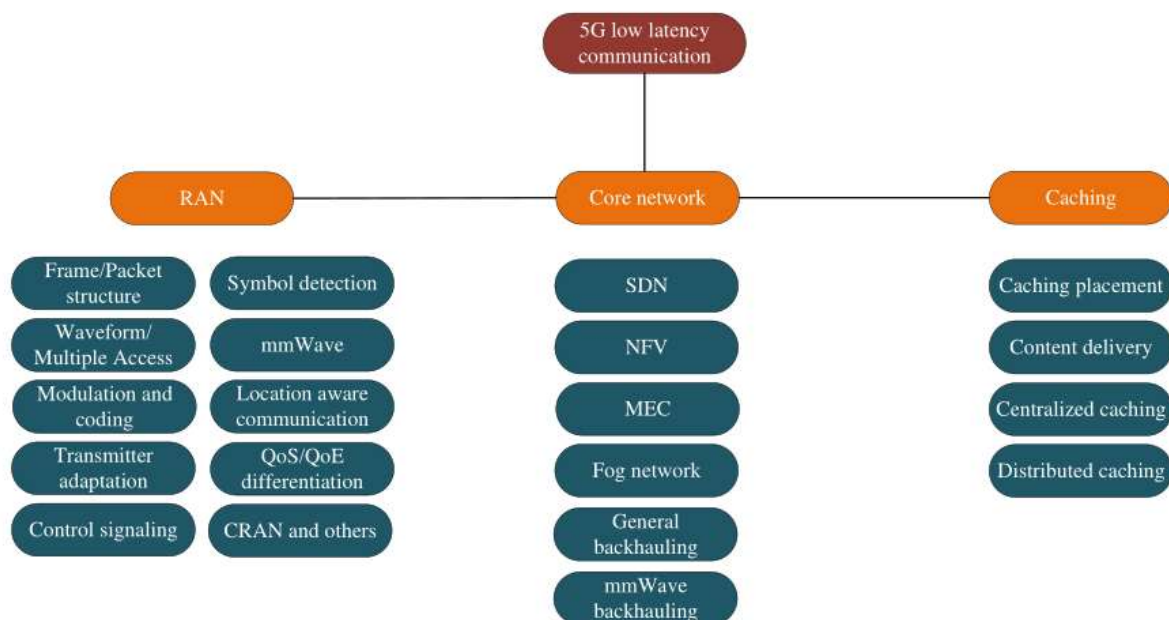 5G low latency
communication
RAN
Core network
Caching
Frame/Packet
structure
Symbol detection
Waveform/
Multiple Access
mmWave
Modulation and
coding
Location aware
communication
Transmitter
adaptation
QoS/QoE
differentiation
Control signaling
CRAN and others
SDN
NFV
MEC
Fog network
General
backhauling
mmWave
backhauling
Caching placement
Content delivery
Centralized caching
Distributed caching